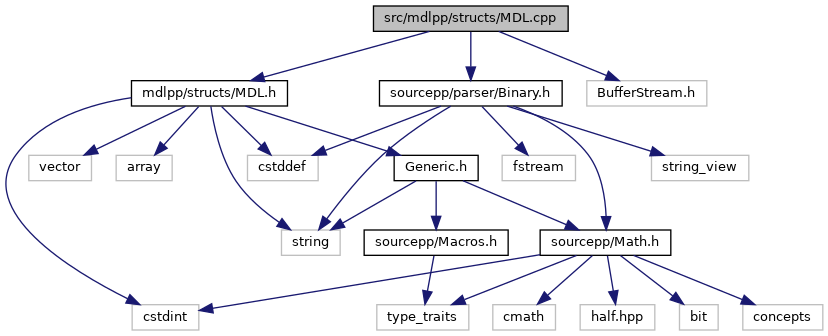 src/mdlpp/structs/MDL.cpp
mdlpp/structs/MDL.h
sourcepp/parser/Binary.h
BufferStream.h
vector
array
cstddef
Generic.h
fstream
string_view
string
sourcepp/Macros.h
sourcepp/Math.h
cstdint
type_traits
cmath
half.hpp
bit
concepts